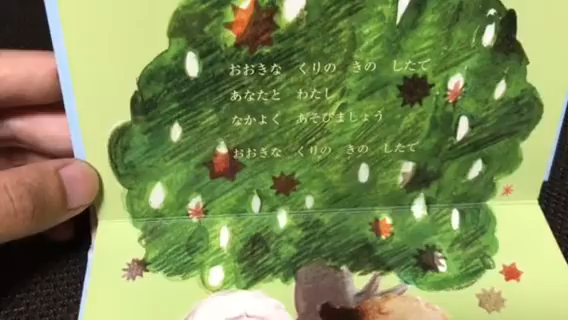 おおきな　くりの　きの　したで
あなたと　わたし
なかよく　あそびましょう
おおきな　くりの　きの　したで